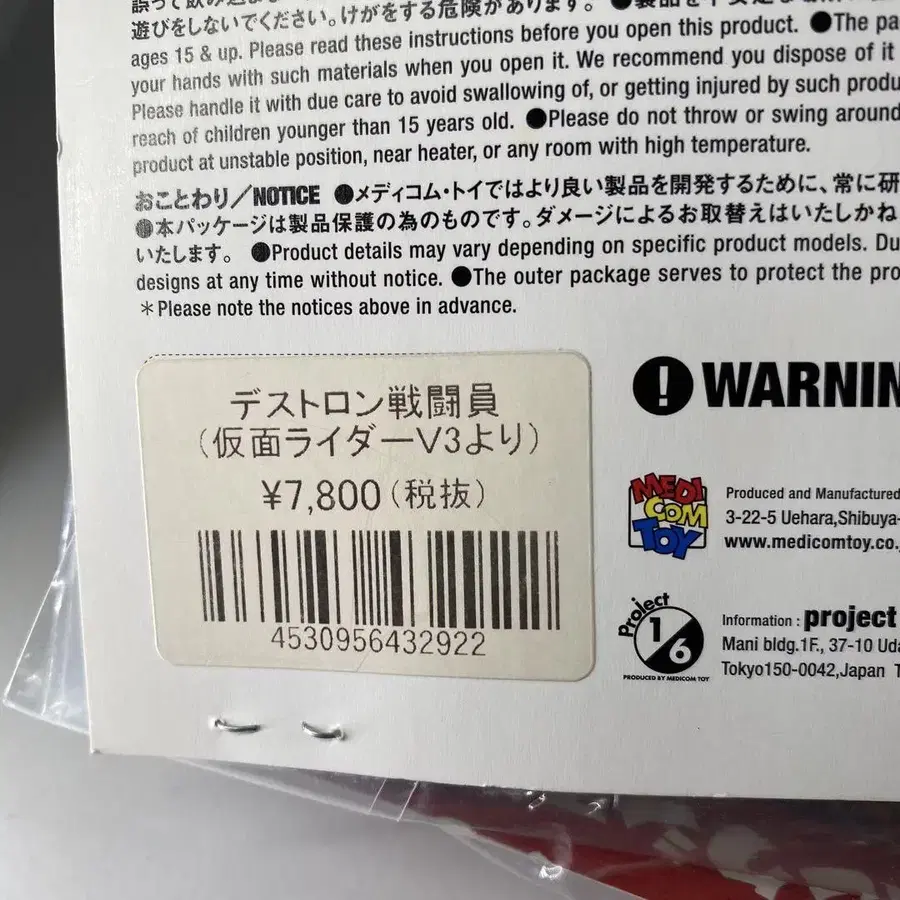 遊びをしないでください。けがをする危険があります。
ages 15 & up. Please read these instructions before you open this product. ●The pa
your hands with such materials when you open it. We recommend you dispose of it
Please handle it with due care to avoid swallowing of, or getting injured by such produ
reach of children younger than 15 years old. ●Please do not throw or swing around
product at unstable position, near heater, or any room with high temperature.
おことわり/NOTICE ●メディコム・トイではより良い製品を開発するために、常に研
●本パッケージは製品保護の為のものです。ダメージによるお取替えはいたしかね
いたします。 ●Product details may vary depending on specific product models. Du
designs at any time without notice. ●The outer package serves to protect the pro
＊Please note the notices above in advance.
デストロン戦闘員
(仮面ライダーV3より)
¥7,800(税抜)
4530956432922
! WARNIN
MEDI
COM
TOY
Produced and Manufactured
3-22-5 Uehara,Shibuya-
www.medicomtoy.co.
Project
1/6
PRODUCED BY MEDICOM TOY
Information : project
Mani bldg.1F., 37-10 Uda
Tokyo150-0042,Japan T